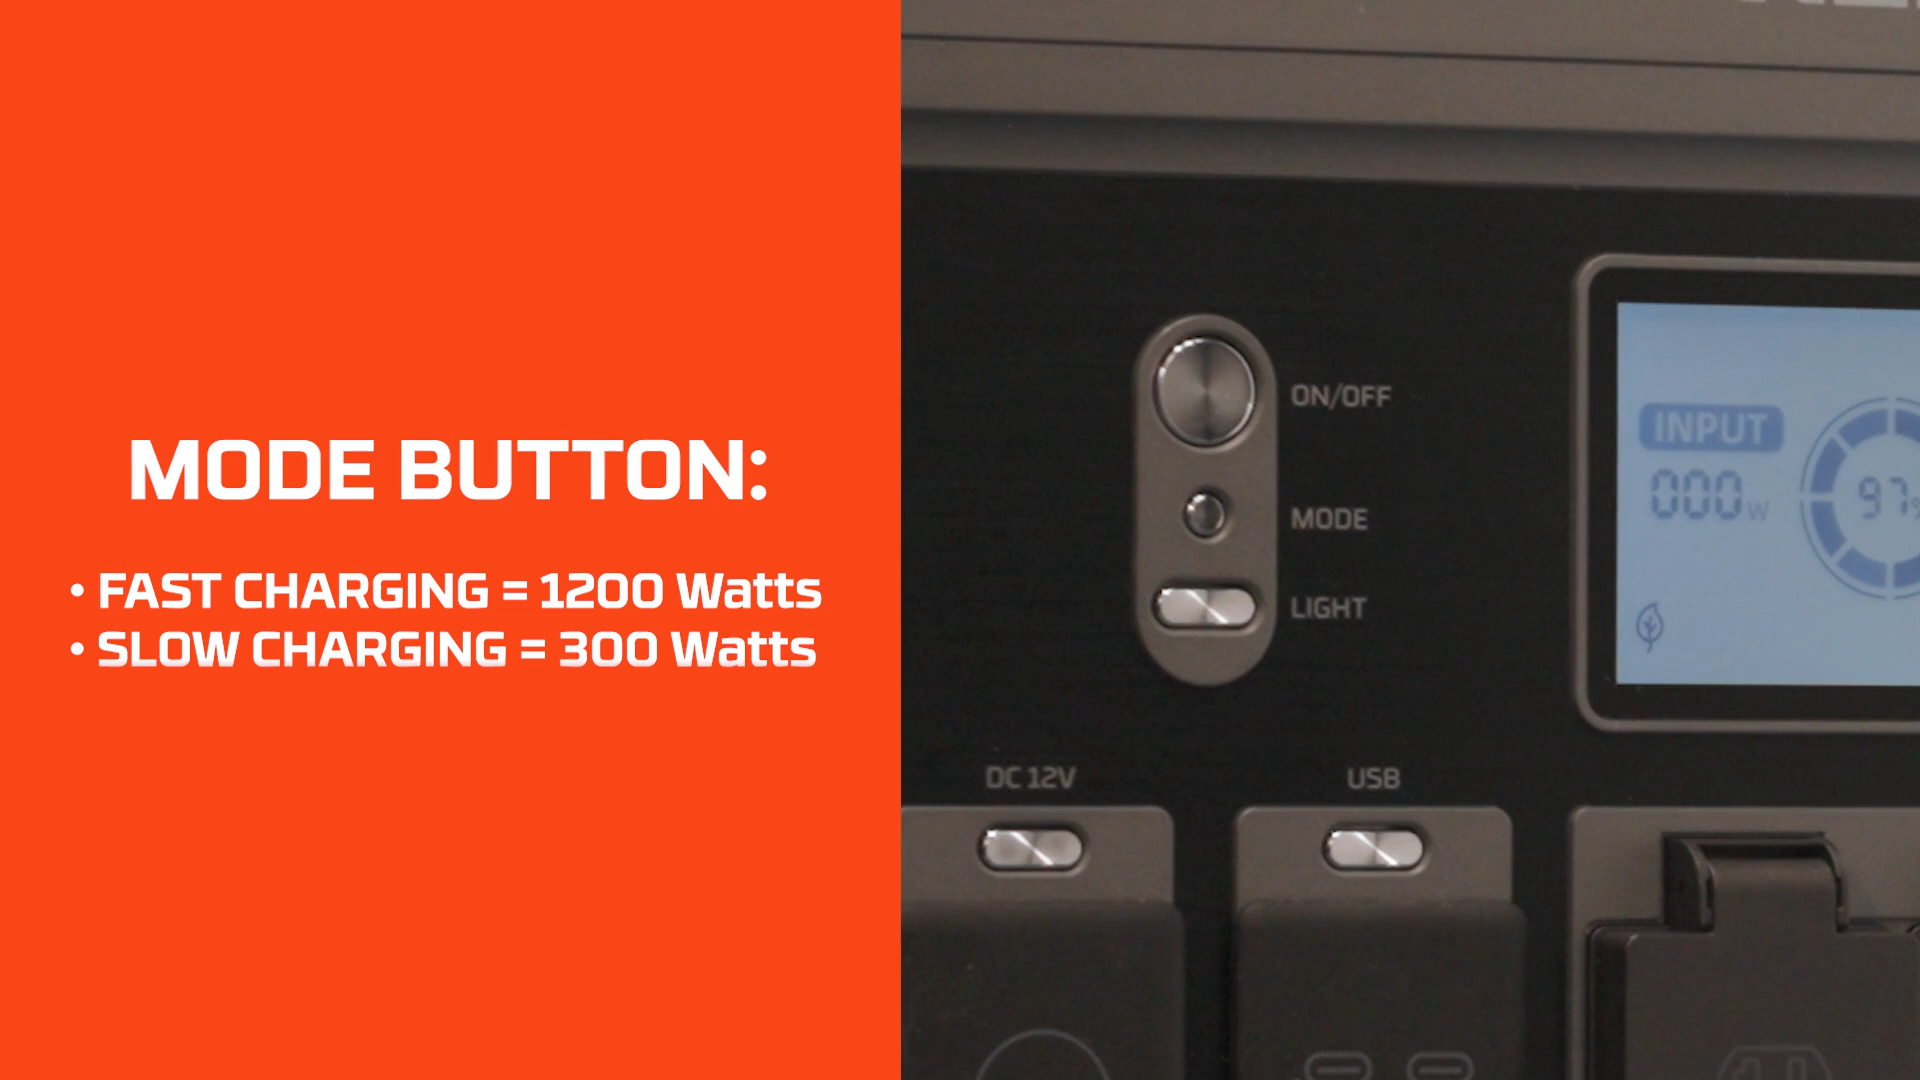 MODE BUTTON:
• FAST CHARGING = 1200 Watts
• SLOW CHARGING = 300 Watts
ON/OFF
MODE
LIGHT
INPUT
000W
97%
DC 12V
USB